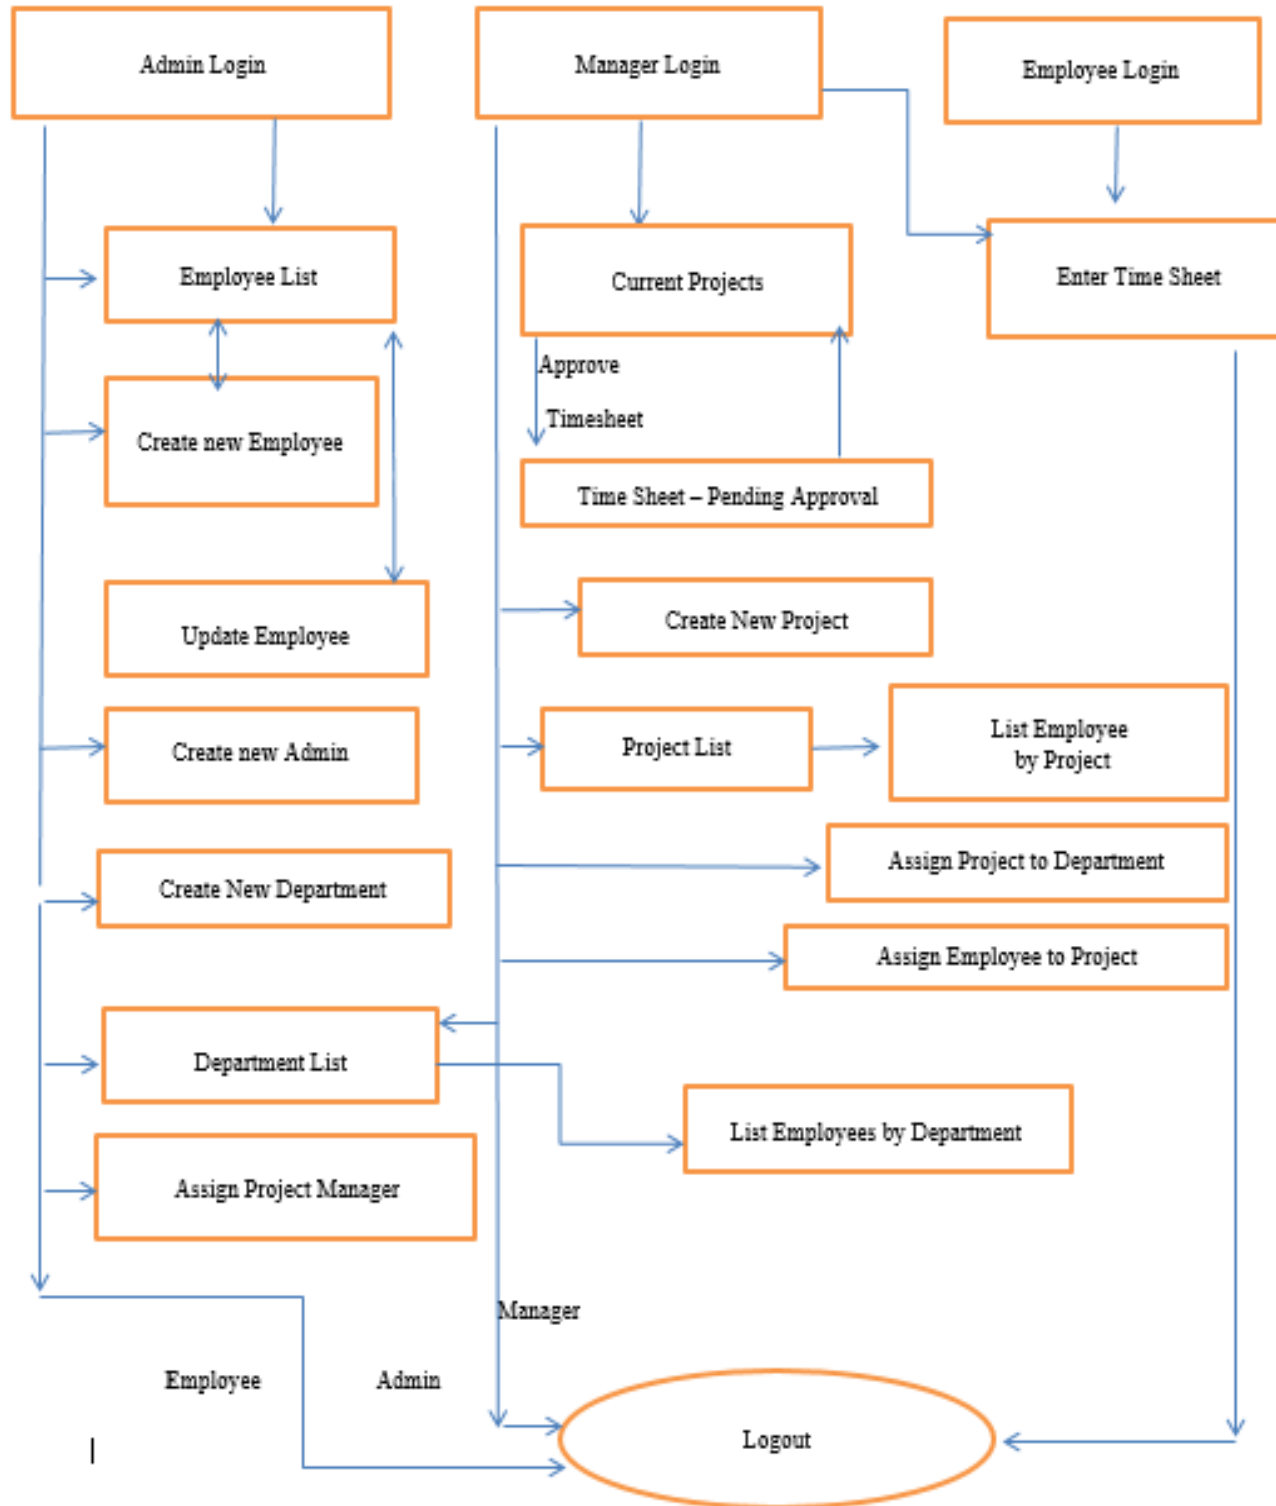 Admin Login
Manager Login
Employee Login
Employee List
Current Projects
Enter Time Sheet
Approve
Timesheet
Create new Employee
Time Sheet – Pending Approval
Create New Project
Update Employee
Project List
List Employee
by Project
Create new Admin
Assign Project to Department
Create New Department
Assign Employee to Project
Department List
List Employees by Department
Assign Project Manager
Manager
Employee
Admin
Logout